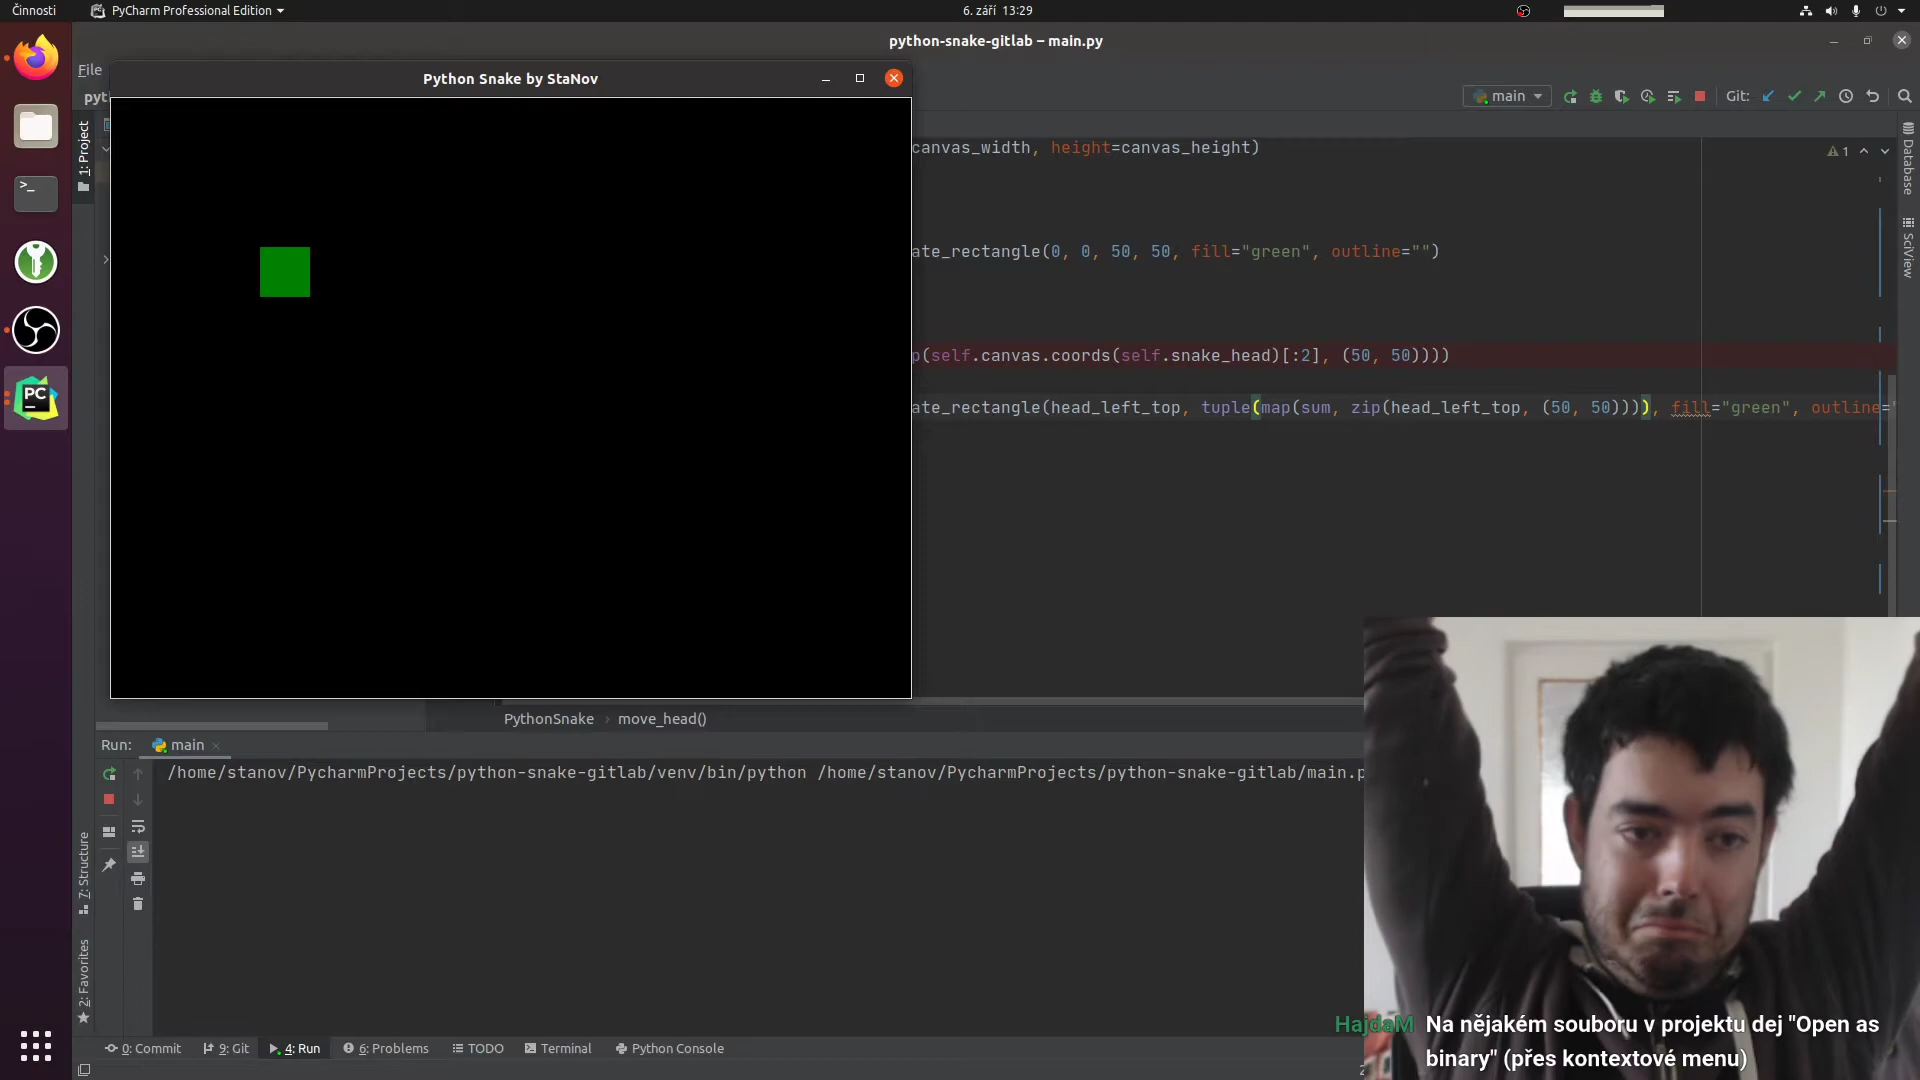 Činnosti
PyCharm Professional Edition
6. září 13:29
python-snake-gitlab – main.py
File
Python Snake by StaNov
pyt
main
Git:
1: Project
Database
SciView
canvas_width, height=canvas_height)
1
ate_rectangle(0, 0, 50, 50, fill="green", outline="")
p(self.canvas.coords(self.snake_head)[:2], (50, 50))))
ate_rectangle(head_left_top, tuple(map(sum, zip(head_left_top, (50, 50)))), fill="green", outline="
PythonSnake › move_head()
Run:
main
/home/stanov/PycharmProjects/python-snake-gitlab/venv/bin/python /home/stanov/PycharmProjects/python-snake-gitlab/main.p
7: Structure
2: Favorites
HajdaM Na nějakém souboru v projektu dej "Open as
binary" (přes kontextové menu)
0: Commit
9: Git
4: Run
6: Problems
TODO
Terminal
Python Console
PC